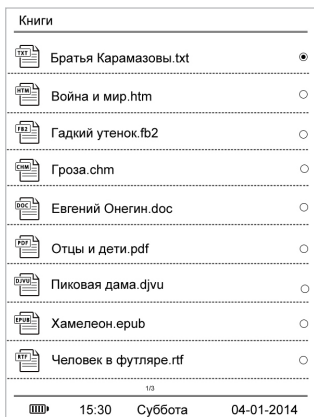 Книги
TXT Братья Карамазовы.txt
HTM Война и мир.htm
FB2 Гадкий утенок.fb2
CHM Гроза.chm
DOC Евгений Онегин.doc
PDF Отцы и дети.pdf
DJVU Пиковая дама.djvu
EPUB Хамелеон.epub
RTF Человек в футляре.rtf
1/3
15:30 Суббота 04-01-2014